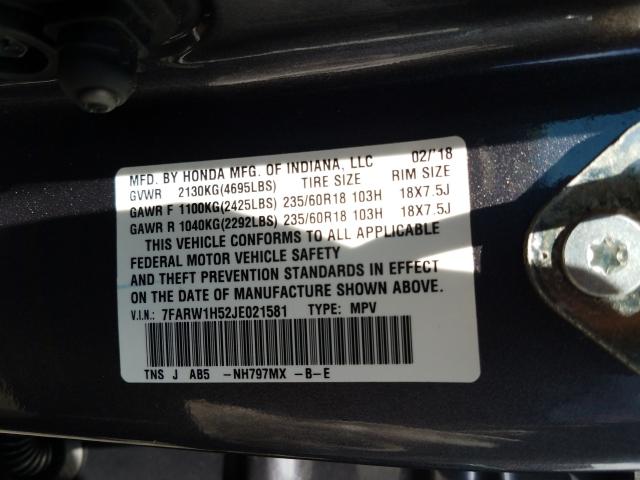 MFD. BY HONDA MFG. OF INDIANA, LLC 02/'18
GVWR 2130KG(4695LBS) TIRE SIZE RIM SIZE
GAWR F 1100KG(2425LBS) 235/60R18 103H 18X7.5J
GAWR R 1040KG(2292LBS) 235/60R18 103H 18X7.5J
THIS VEHICLE CONFORMS TO ALL APPLICABLE
FEDERAL MOTOR VEHICLE SAFETY
AND THEFT PREVENTION STANDARDS IN EFFECT
ON THE DATE OF MANUFACTURE SHOWN ABOVE.
V.I.N.: 7FARW1H52JE021581 TYPE: MPV
TNS J AB5 -NH797MX -B-E